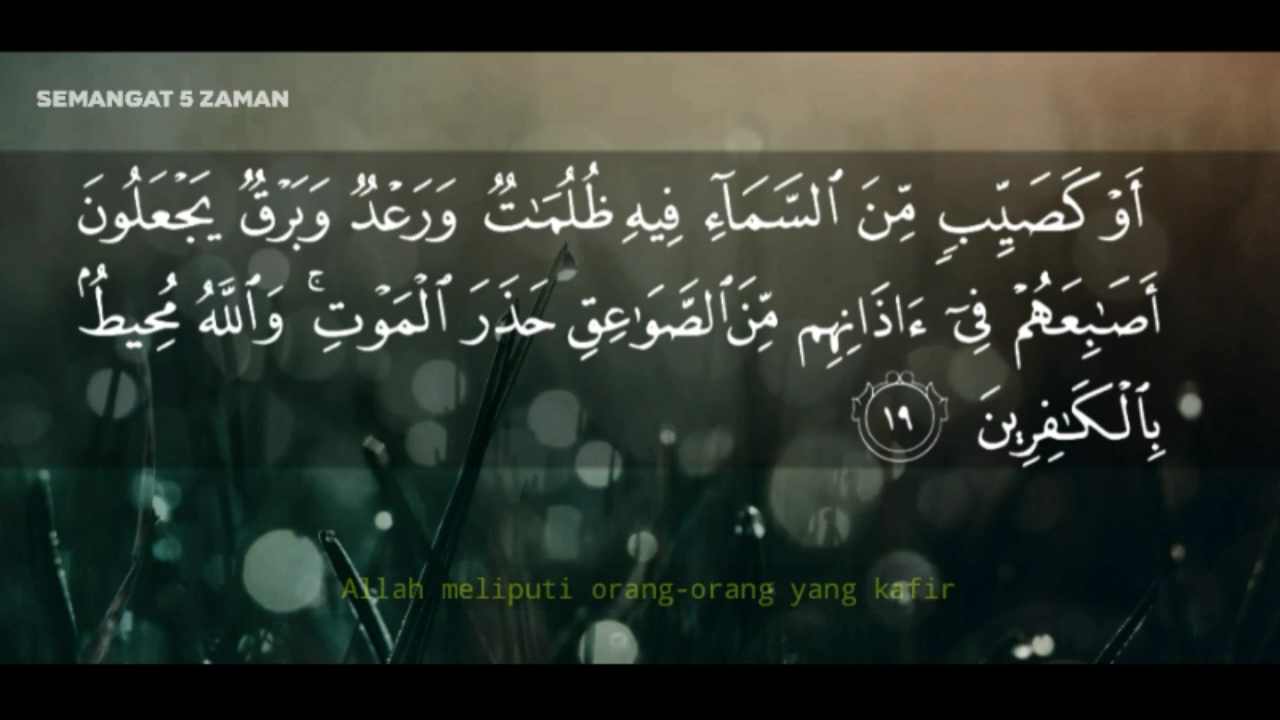 SEMANGAT 5 ZAMAN
أَوْ كَصَيِّبٍ مِّنَ ٱلسَّمَآءِ فِيهِ ظُلُمَٰتٌ وَرَعْدٌ وَبَرْقٌ يَجْعَلُونَ
أَصَٰبِعَهُمْ فِىٓ ءَاذَانِهِم مِّنَ ٱلصَّوَٰعِقِ حَذَرَ ٱلْمَوْتِ ۚ وَٱللَّهُ مُحِيطٌۢ
بِٱلْكَٰفِرِينَ ١٩
Allah meliputi orang-orang yang kafir